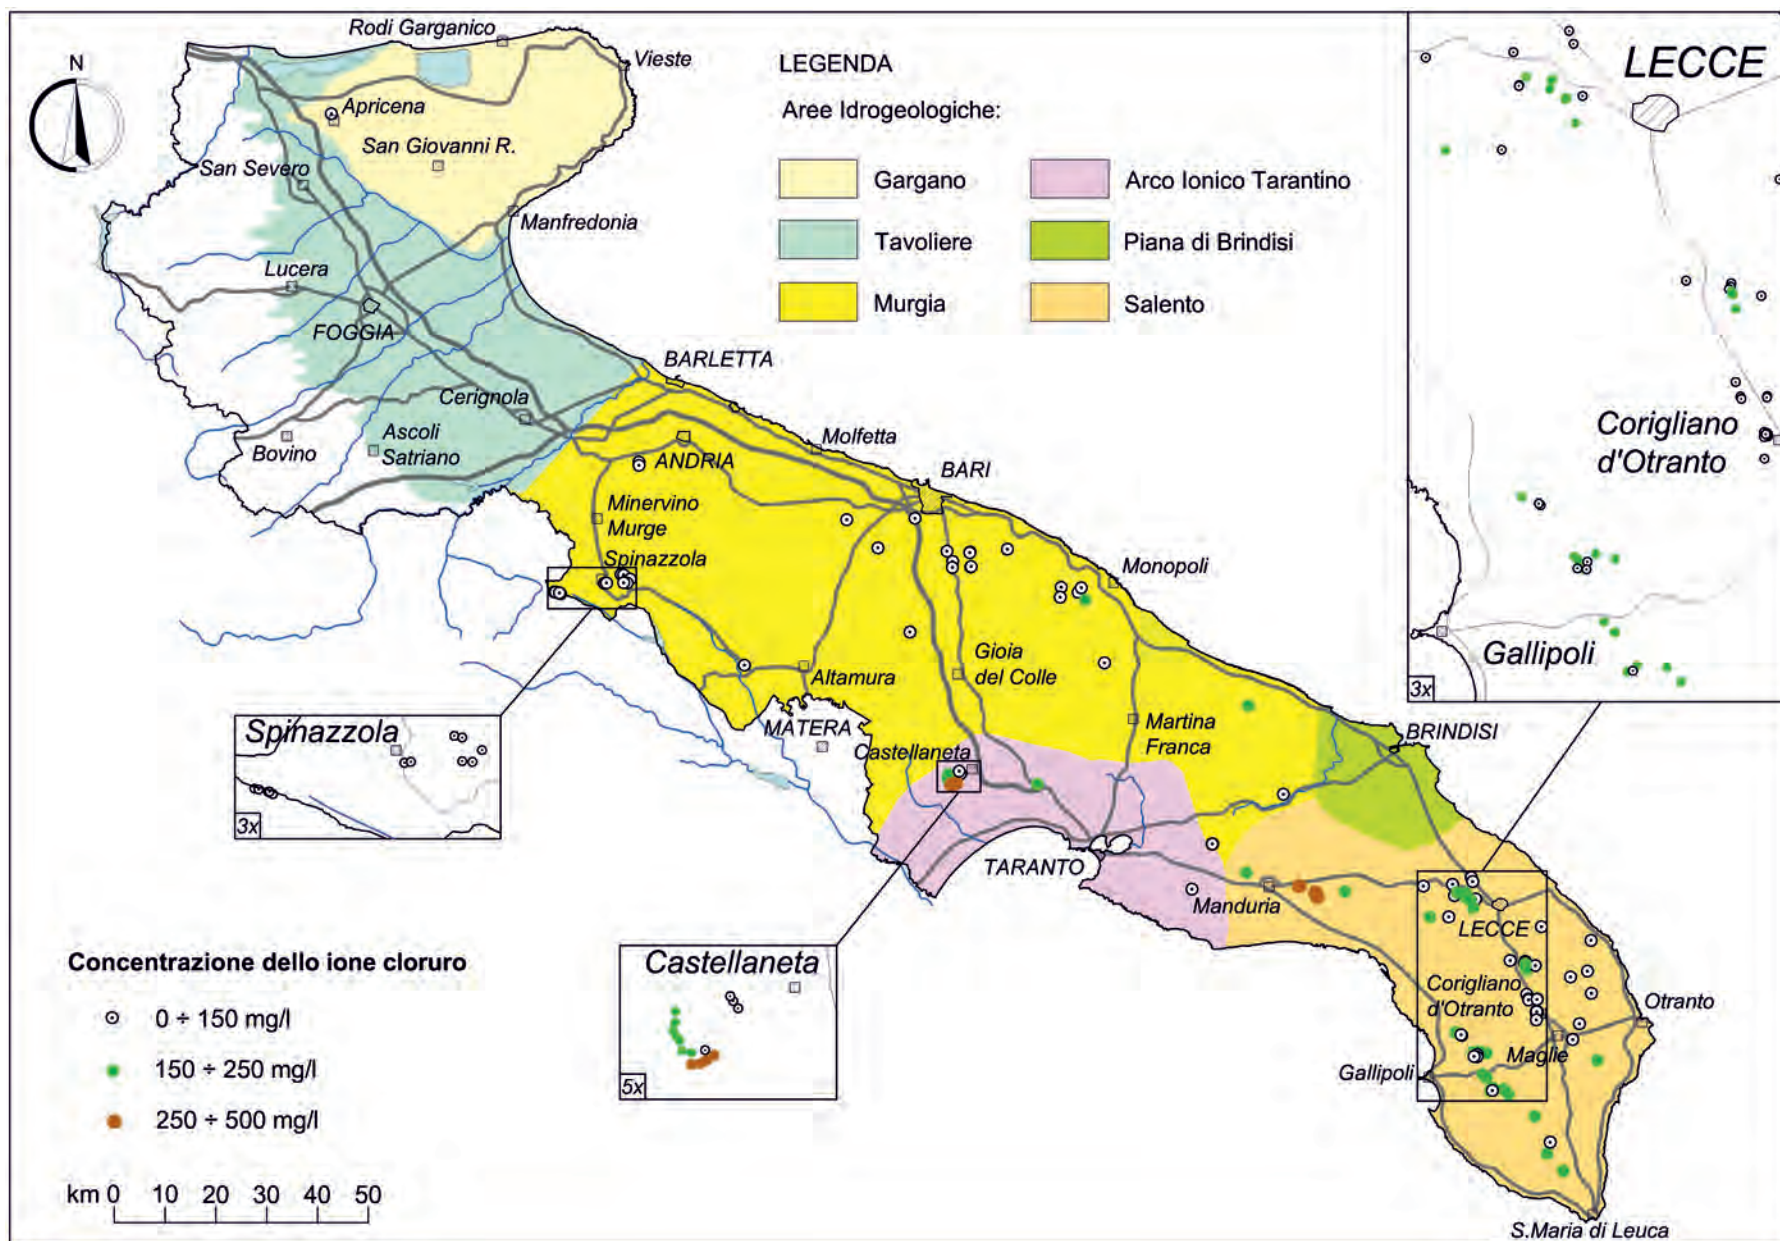 N
Rodi Garganico
Vieste
Apricena
San Giovanni R.
San Severo
Manfredonia
Lucera
FOGGIA
BARLETTA
Cerignola
Ascoli
Satriano
Bovino
ANDRIA
Molfetta
BARI
Minervino
Murge
Spinazzola
Monopoli
Altamura
Gioia
del Colle
MATERA
Castellaneta
Martina
Franca
BRINDISI
TARANTO
Manduria
LECCE
Corigliano
d'Otranto
Otranto
Maglie
Gallipoli
S.Maria di Leuca
LEGENDA
Aree Idrogeologiche:
Gargano
Tavoliere
Murgia
Arco Ionico Tarantino
Piana di Brindisi
Salento
LECCE
Corigliano
d'Otranto
Gallipoli
3x
Spinazzola
3x
Castellaneta
5x
Concentrazione dello ione cloruro
0 ÷ 150 mg/l
150 ÷ 250 mg/l
250 ÷ 500 mg/l
km 0 10 20 30 40 50